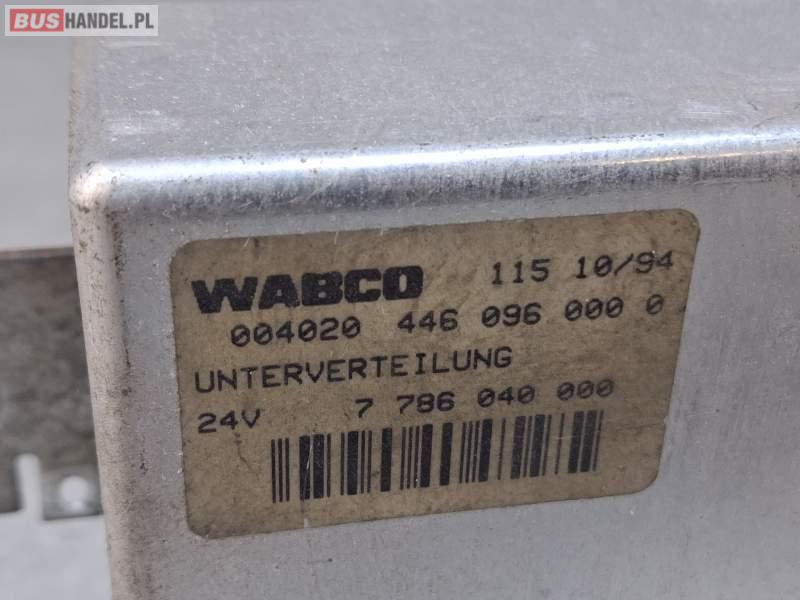 BUSHANDEL.PL
WABCO 115 10/94
004020 446 096 000 0
UNTERVERTEILUNG
24V 7 786 040 000